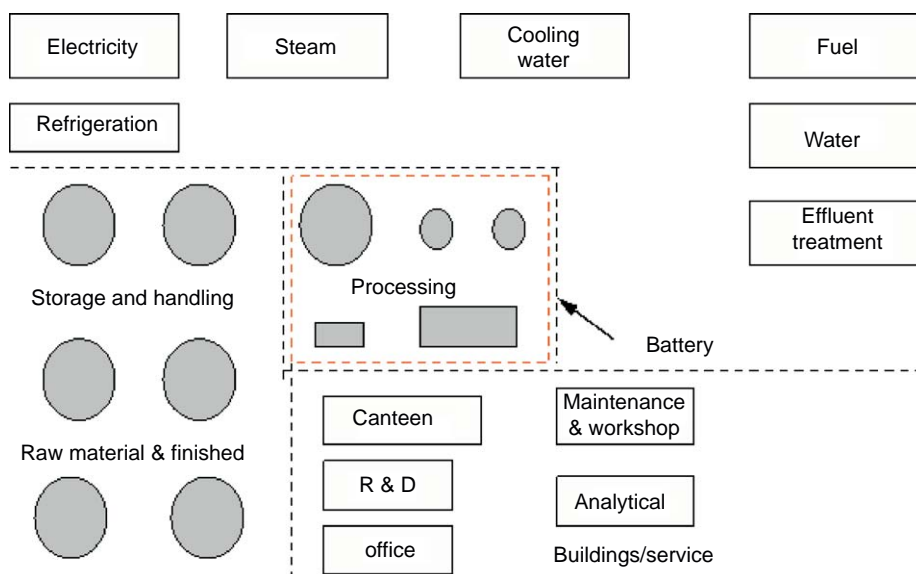 Electricity
Steam
Cooling
water
Fuel
Refrigeration
Water
Effluent
treatment
Storage and handling
Processing
Battery
Raw material & finished
Canteen
Maintenance
& workshop
R & D
Analytical
office
Buildings/service